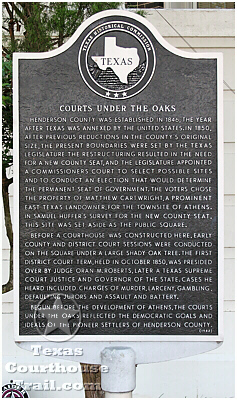 TEXAS HISTORICAL COMMISSION
TEXAS
COURTS UNDER THE OAKS
HENDERSON COUNTY WAS ESTABLISHED IN 1846, THE YEAR
AFTER TEXAS WAS ANNEXED BY THE UNITED STATES. IN 1850,
AFTER PREVIOUS REDUCTIONS IN THE COUNTY'S ORIGINAL
SIZE, THE PRESENT BOUNDARIES WERE SET BY THE TEXAS
LEGISLATURE. THE RESTRUCTURING RESULTED IN THE NEED
FOR A NEW COUNTY SEAT, AND THE LEGISLATURE APPOINTED
A COMMISSIONERS COURT TO SELECT POSSIBLE SITES
AND TO CONDUCT AN ELECTION THAT WOULD DETERMINE
THE PERMANENT SEAT OF GOVERNMENT. THE VOTERS CHOSE
THE PROPERTY OF MATTHEW CARTWRIGHT, A PROMINENT
EAST TEXAS LANDOWNER, FOR THE TOWNSITE OF ATHENS.
IN SAMUEL HUFFER'S SURVEY FOR THE NEW COUNTY SEAT,
THIS SITE WAS SET ASIDE AS THE PUBLIC SQUARE.
BEFORE A COURTHOUSE WAS CONSTRUCTED HERE, EARLY
COUNTY AND DISTRICT COURT SESSIONS WERE CONDUCTED
ON THE SQUARE UNDER A LARGE SHADY OAK TREE. THE FIRST
DISTRICT COURT TERM, HELD IN OCTOBER 1850, WAS PRESIDED
OVER BY JUDGE ORAN M. ROBERTS, LATER A TEXAS SUPREME
COURT JUSTICE AND GOVERNOR OF THE STATE. CASES HE
HEARD INCLUDED CHARGES OF MURDER, LARCENY, GAMBLING,
DEFAULTING JURORS AND ASSAULT AND BATTERY.
BEGUN BEFORE THE DEVELOPMENT OF ATHENS, THE COURTS
UNDER THE OAKS REFLECTED THE DEMOCRATIC GOALS AND
IDEALS OF THE PIONEER SETTLERS OF HENDERSON COUNTY.
Texas
Courthouse
Trail.com